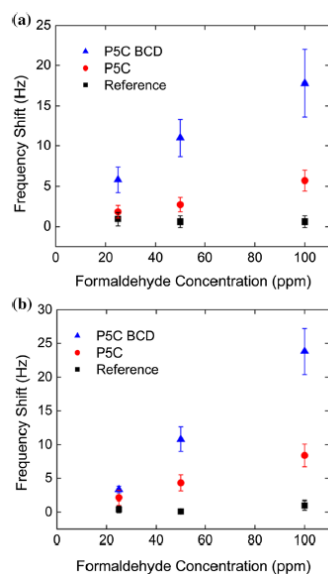 (a)
25
20
15
10
5
0
Frequency Shift (Hz)
P5C BCD
P5C
Reference
0 20 40 60 80 100
Formaldehyde Concentration (ppm)
(b)
30
25
20
15
10
5
0
Frequency Shift (Hz)
P5C BCD
P5C
Reference
0 20 40 60 80 100
Formaldehyde Concentration (ppm)